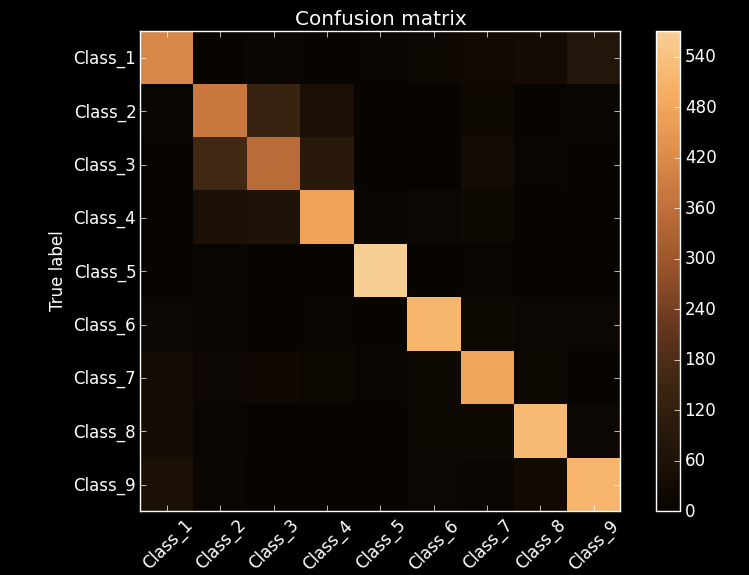 Confusion matrix
True label
Class_1
Class_2
Class_3
Class_4
Class_5
Class_6
Class_7
Class_8
Class_9
Class_1
Class_2
Class_3
Class_4
Class_5
Class_6
Class_7
Class_8
Class_9
540
480
420
360
300
240
180
120
60
0